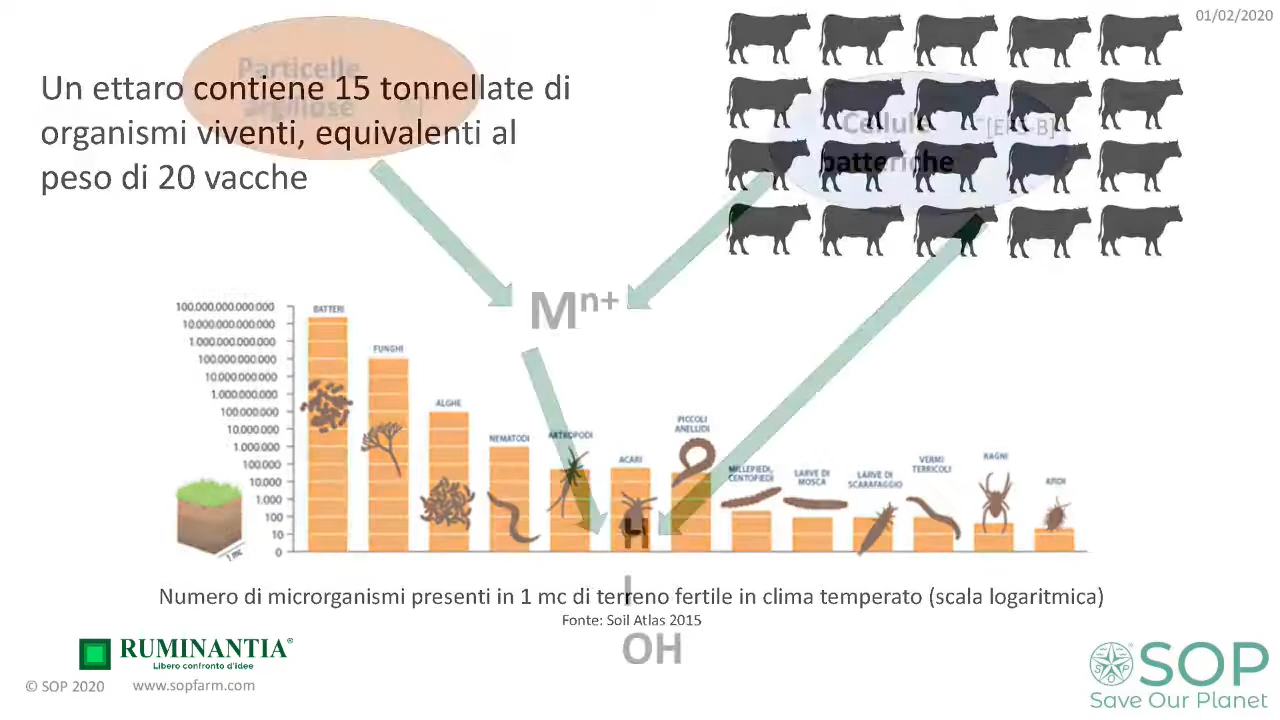 01/02/2020
Particelle
argillose
Un ettaro contiene 15 tonnellate di
organismi viventi, equivalenti al
peso di 20 vacche
Cellule
batteriche
Mn+
100.000.000.000.000
10.000.000.000.000
1.000.000.000.000
100.000.000.000
10.000.000.000
1.000.000.000
100.000.000
10.000.000
1.000.000
100.000
10.000
1.000
100
10
0
1 mc
BATTERI
FUNGHI
ALGHE
NEMATODI
ARTROPODI
ACARI
PICCOLI
ANELLIDI
MILLEPIEDI,
CENTOPIEDI
LARVE DI
MOSCA
LARVE DI
SCARAFAGGIO
VERMI
TERRICOLI
RAGNI
AFIDI
H
Numero di microrganismi presenti in 1 mc di terreno fertile in clima temperato (scala logaritmica)
Fonte: Soil Atlas 2015
OH
RUMINANTIA®
Libero confronto d'idee
© SOP 2020 www.sopfarm.com
SOP
Save Our Planet